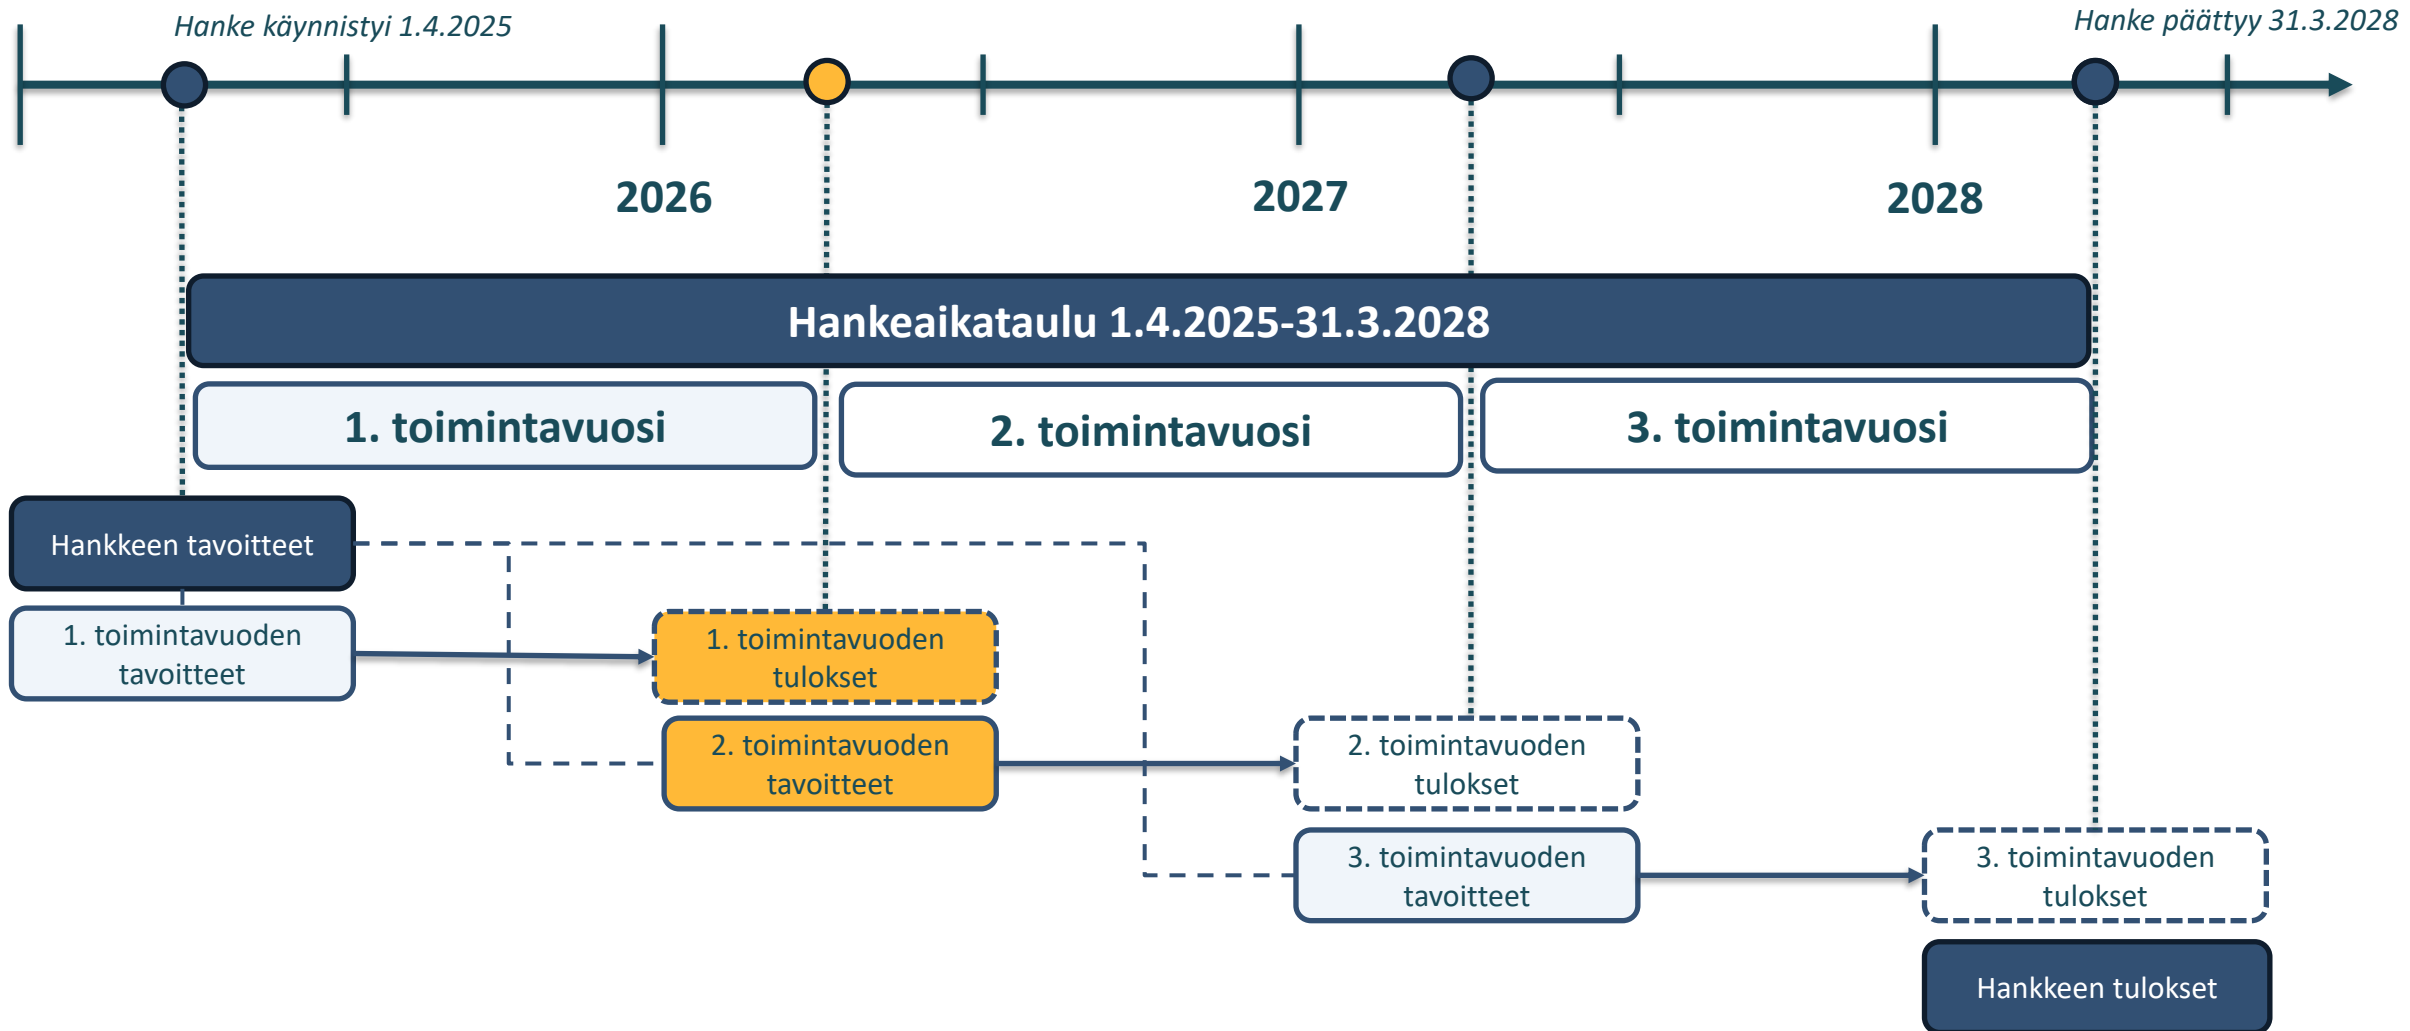 Hanke käynnistyi 1.4.2025
Hanke päättyy 31.3.2028
2026
2027
2028
Hankeaikataulu 1.4.2025-31.3.2028
1. toimintavuosi
2. toimintavuosi
3. toimintavuosi
Hankkeen tavoitteet
1. toimintavuoden
tavoitteet
1. toimintavuoden
tulokset
2. toimintavuoden
tavoitteet
2. toimintavuoden
tulokset
3. toimintavuoden
tavoitteet
3. toimintavuoden
tulokset
Hankkeen tulokset